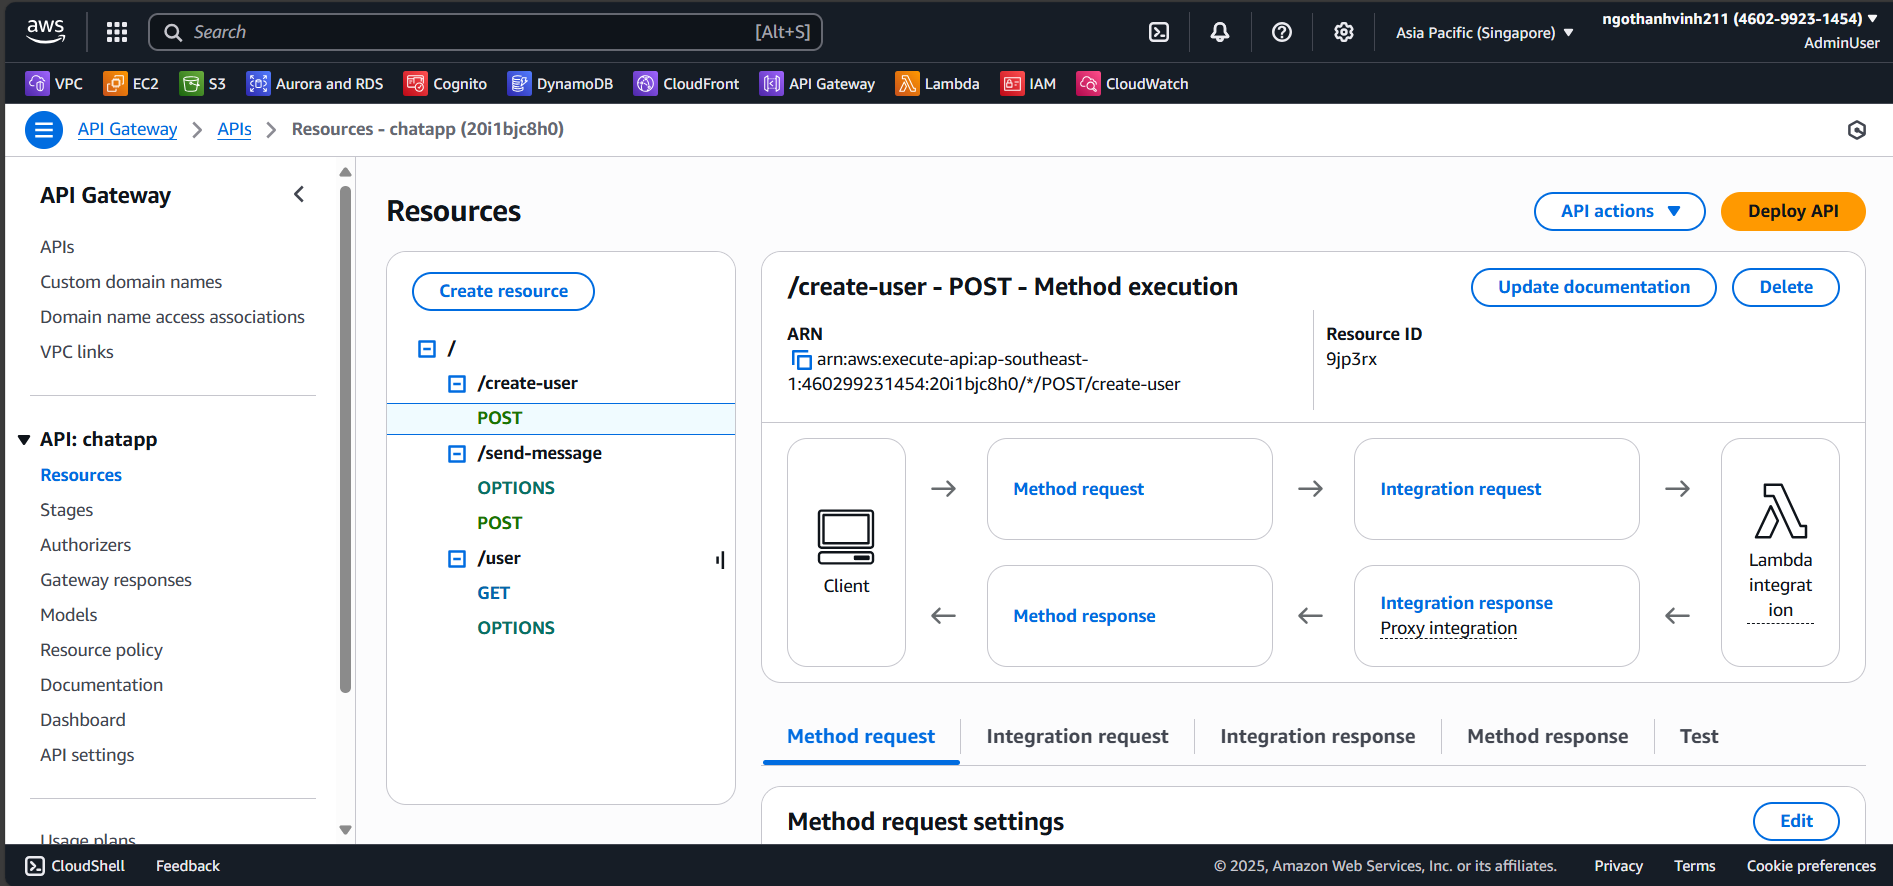 aws
Search
[Alt+S]
Asia Pacific (Singapore)
ngothanhvinh211 (4602-9923-1454)
AdminUser
VPC
EC2
S3
Aurora and RDS
Cognito
DynamoDB
CloudFront
API Gateway
Lambda
IAM
CloudWatch
API Gateway
APIs
Resources - chatapp (20i1bjc8h0)
API Gateway
APIs
Custom domain names
Domain name access associations
VPC links
API: chatapp
Resources
Stages
Authorizers
Gateway responses
Models
Resource policy
Documentation
Dashboard
API settings
Usage plans
Resources
API actions
Deploy API
Create resource
/
/create-user
POST
/send-message
OPTIONS
POST
/user
GET
OPTIONS
/create-user - POST - Method execution
Update documentation
Delete
ARN
arn:aws:execute-api:ap-southeast-
1:460299231454:20i1bjc8h0/*/POST/create-user
Resource ID
9jp3rx
Client
Method request
Integration request
Method response
Integration response
Proxy integration
Lambda
integrat
ion
Method request
Integration request
Integration response
Method response
Test
Method request settings
Edit
CloudShell
Feedback
© 2025, Amazon Web Services, Inc. or its affiliates.
Privacy
Terms
Cookie preferences